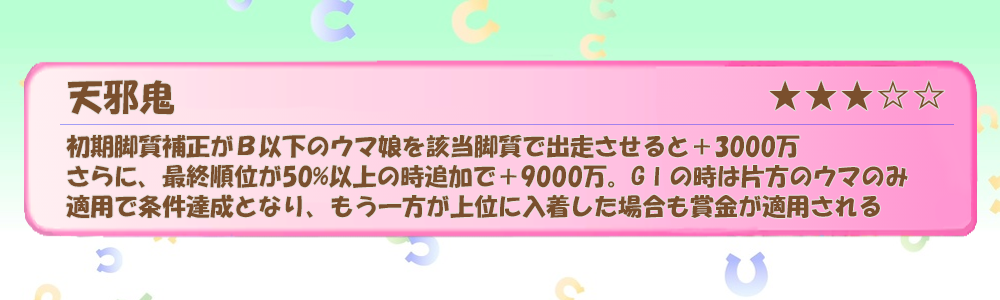 天邪鬼 ★★★☆☆
初期脚質補正がB以下のウマ娘を該当脚質で出走させると＋3000万
さらに、最終順位が50%以上の時追加で＋9000万。GⅠの時は片方のウマのみ
適用で条件達成となり、もう一方が上位に入着した場合も賞金が適用される